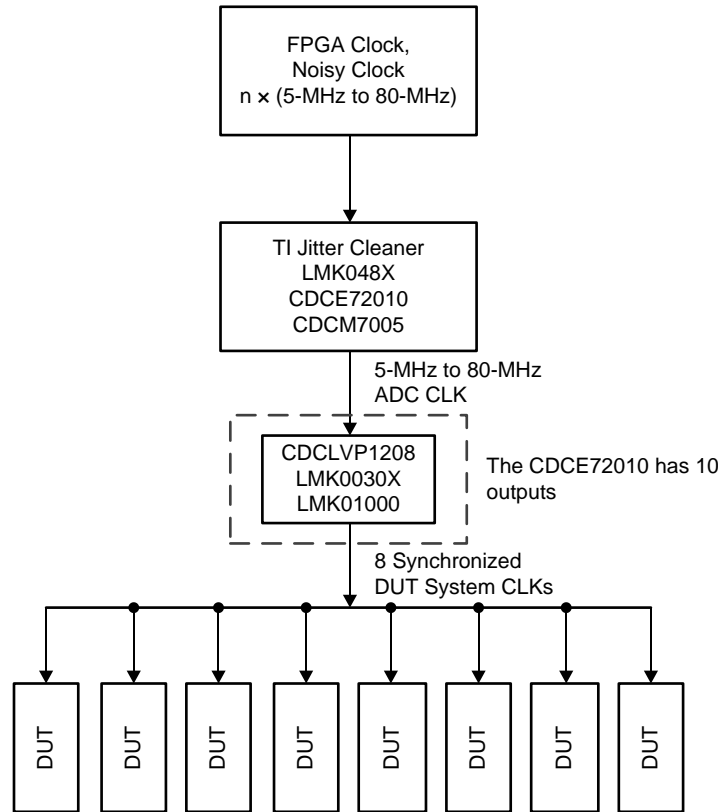 FPGA Clock,
Noisy Clock
n × (5-MHz to 80-MHz)
TI Jitter Cleaner
LMK048X
CDCE72010
CDCM7005
5-MHz to 80-MHz
ADC CLK
CDCLVP1208
LMK0030X
LMK01000
The CDCE72010 has 10
outputs
8 Synchronized
DUT System CLKs
DUT
DUT
DUT
DUT
DUT
DUT
DUT
DUT